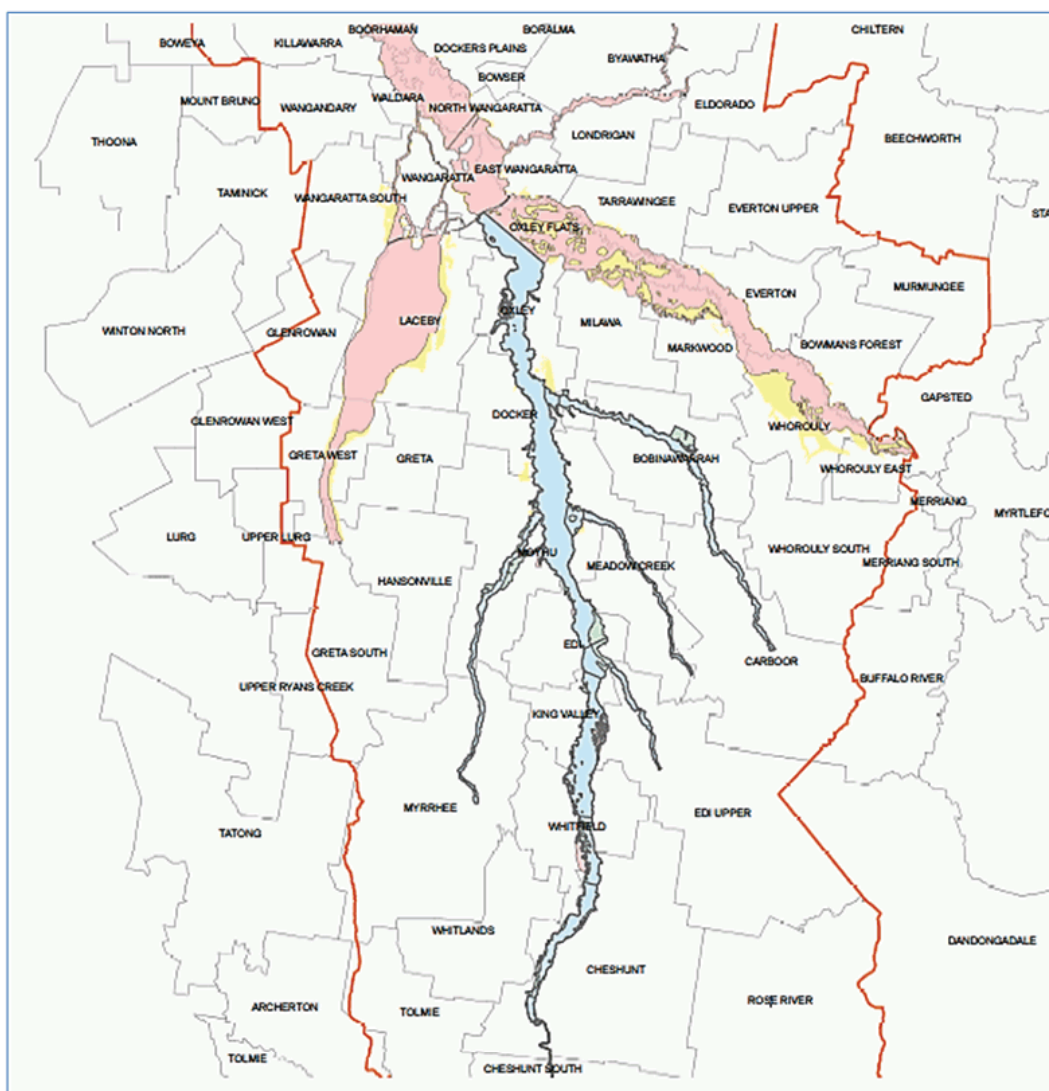 BOORHAMAN
BORALMA
CHILTERN
BOWEYA
KILLAWARRA
DOCKERS PLAINS
BYAWATHA
BOWSER
MOUNT BRUNO
WANGANDARY
WALDARA
NORTH WANGARATTA
ELDORADO
THOONA
LONDRIGAN
BEECHWORTH
WANGARATTA
EAST WANGARATTA
TAMINICK
WANGARATTA SOUTH
TARRAWINGEE
EVERTON UPPER
STA
OXLEY FLATS
EVERTON
MURMUNGEE
WINTON NORTH
GLENROWAN
LACEBY
OXLEY
MILAWA
MARKWOOD
BOWMANS FOREST
GAPSTED
GLENROWAN WEST
DOCKER
WHOROULY
GRETA WEST
GRETA
BOBINAWARRAH
WHOROULY EAST
MERRIANG
LURG
UPPER LURG
MYRTLEFO
MOYHU
WHOROULY SOUTH
HANSONVILLE
MEADOW CREEK
MERRIANG SOUTH
EDI
GRETA SOUTH
CARBOOR
UPPER RYANS CREEK
BUFFALO RIVER
KING VALLEY
MYRRHEE
EDI UPPER
TATONG
WHITFIELD
WHITLANDS
DANDONGADALE
CHESHUNT
ARCHERTON
TOLMIE
ROSE RIVER
TOLMIE
CHESHUNT SOUTH